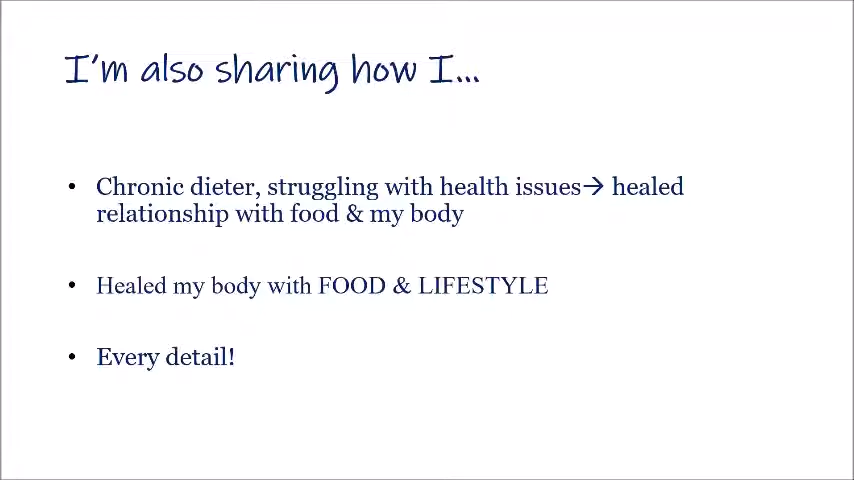 I'm also sharing how I...
• Chronic dieter, struggling with health issues→ healed
relationship with food & my body
• Healed my body with FOOD & LIFESTYLE
• Every detail!